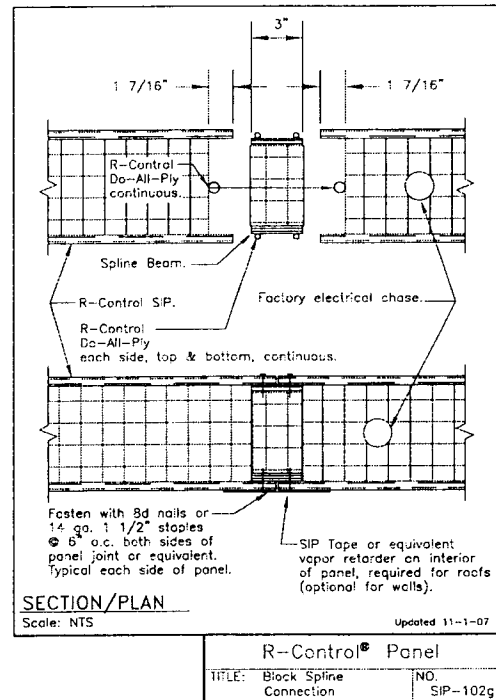 3"
1 7/16"
1 7/16"
R-Control
Do-All-Ply
continuous.
Spline Beam.
R-Control SIP.
Factory electrical chase.
R-Control
Do-All-Ply
each side, top & bottom, continuous.
Fasten with 8d nails or
14 ga. 1 1/2" staples
@ 6" o.c. both sides of
panel joint or equivalent.
Typical each side of panel.
SIP Tape or equivalent
vapor retarder on interior
of panel, required for roofs
(optional for walls).
SECTION/PLAN
Scale: NTS
Updated 11-1-07
R-Control® Panel
TITLE: Block Spline
Connection
NO.
SIP-102g